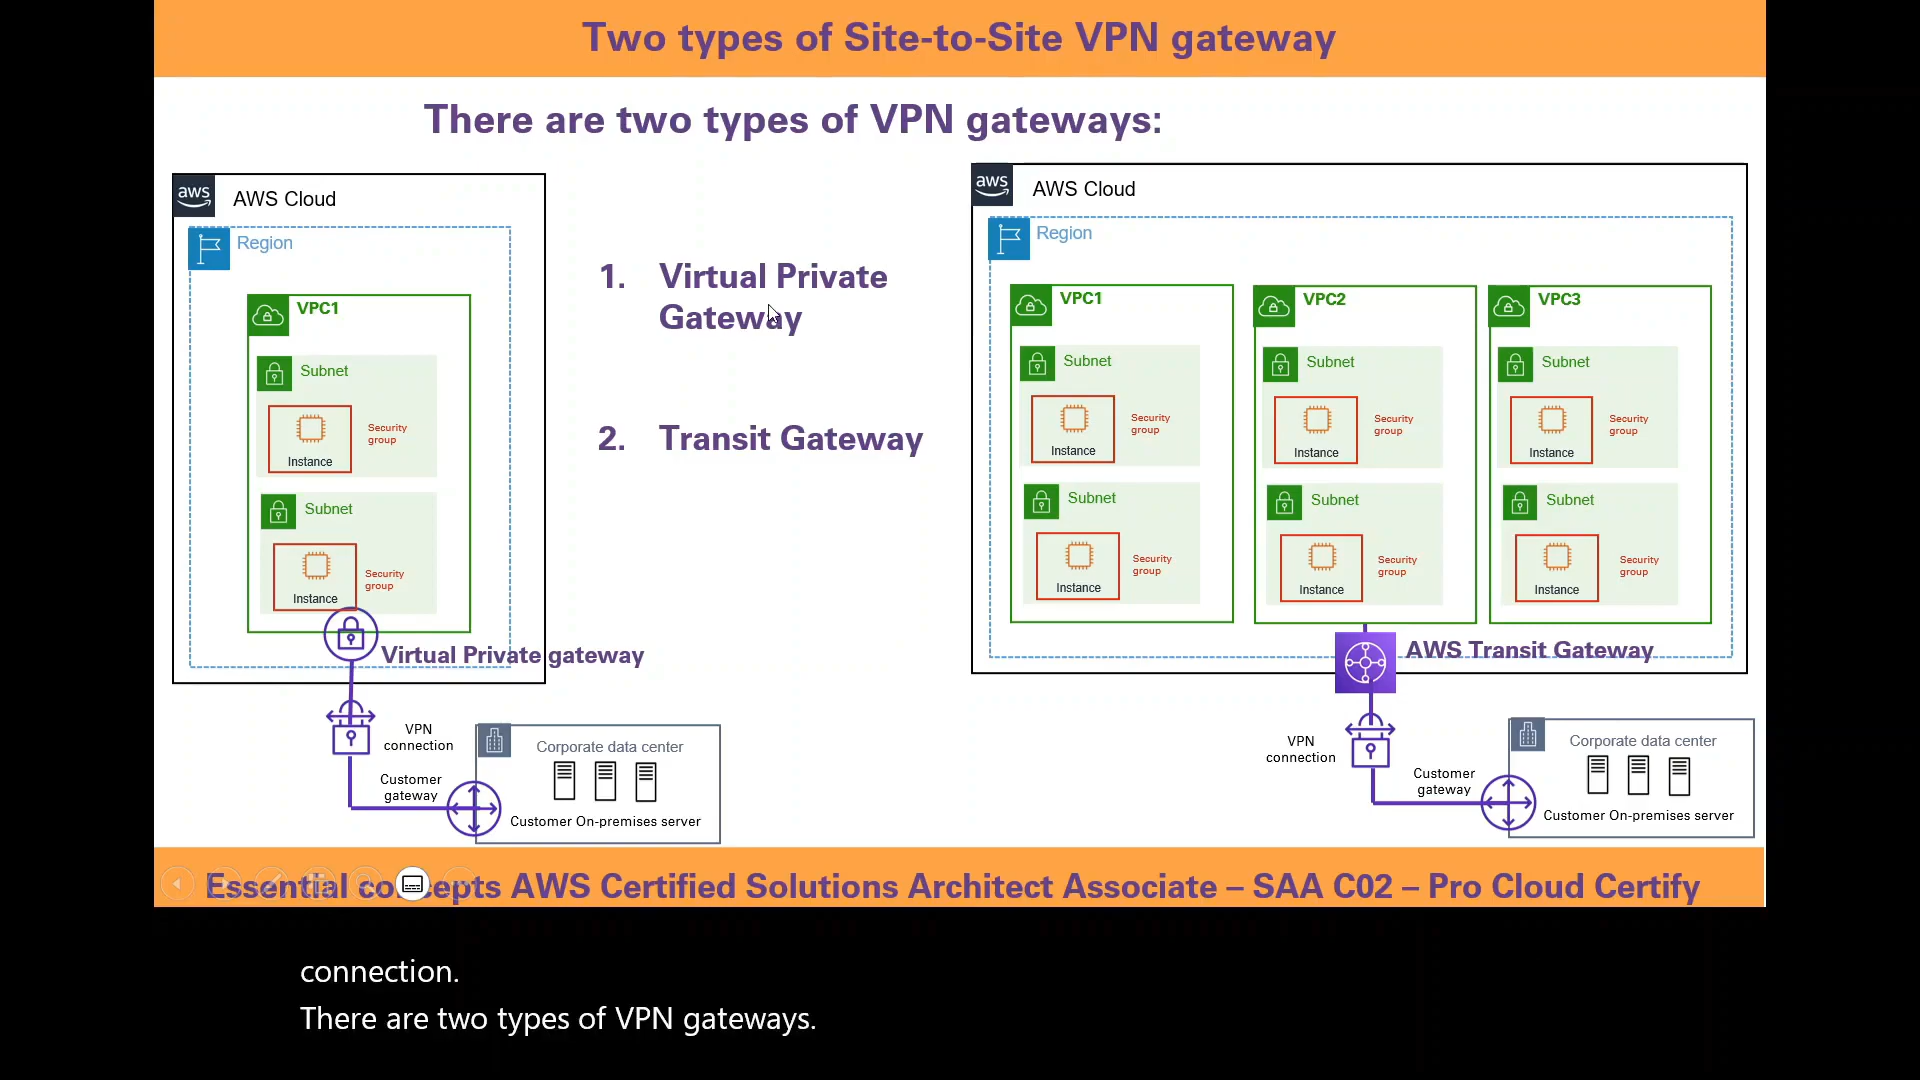 Two types of Site-to-Site VPN gateway
There are two types of VPN gateways:
aws
AWS Cloud
Region
VPC1
Subnet
Instance
Security
group
Subnet
Instance
Security
group
Virtual Private gateway
VPN
connection
Customer
gateway
Corporate data center
Customer On-premises server
1. Virtual Private
Gateway
2. Transit Gateway
aws
AWS Cloud
Region
VPC1
Subnet
Instance
Security
group
Subnet
Instance
Security
group
VPC2
Subnet
Instance
Security
group
Subnet
Instance
Security
group
VPC3
Subnet
Instance
Security
group
Subnet
Instance
Security
group
AWS Transit Gateway
VPN
connection
Customer
gateway
Corporate data center
Customer On-premises server
Essential concepts AWS Certified Solutions Architect Associate – SAA C02 – Pro Cloud Certify
connection.
There are two types of VPN gateways.